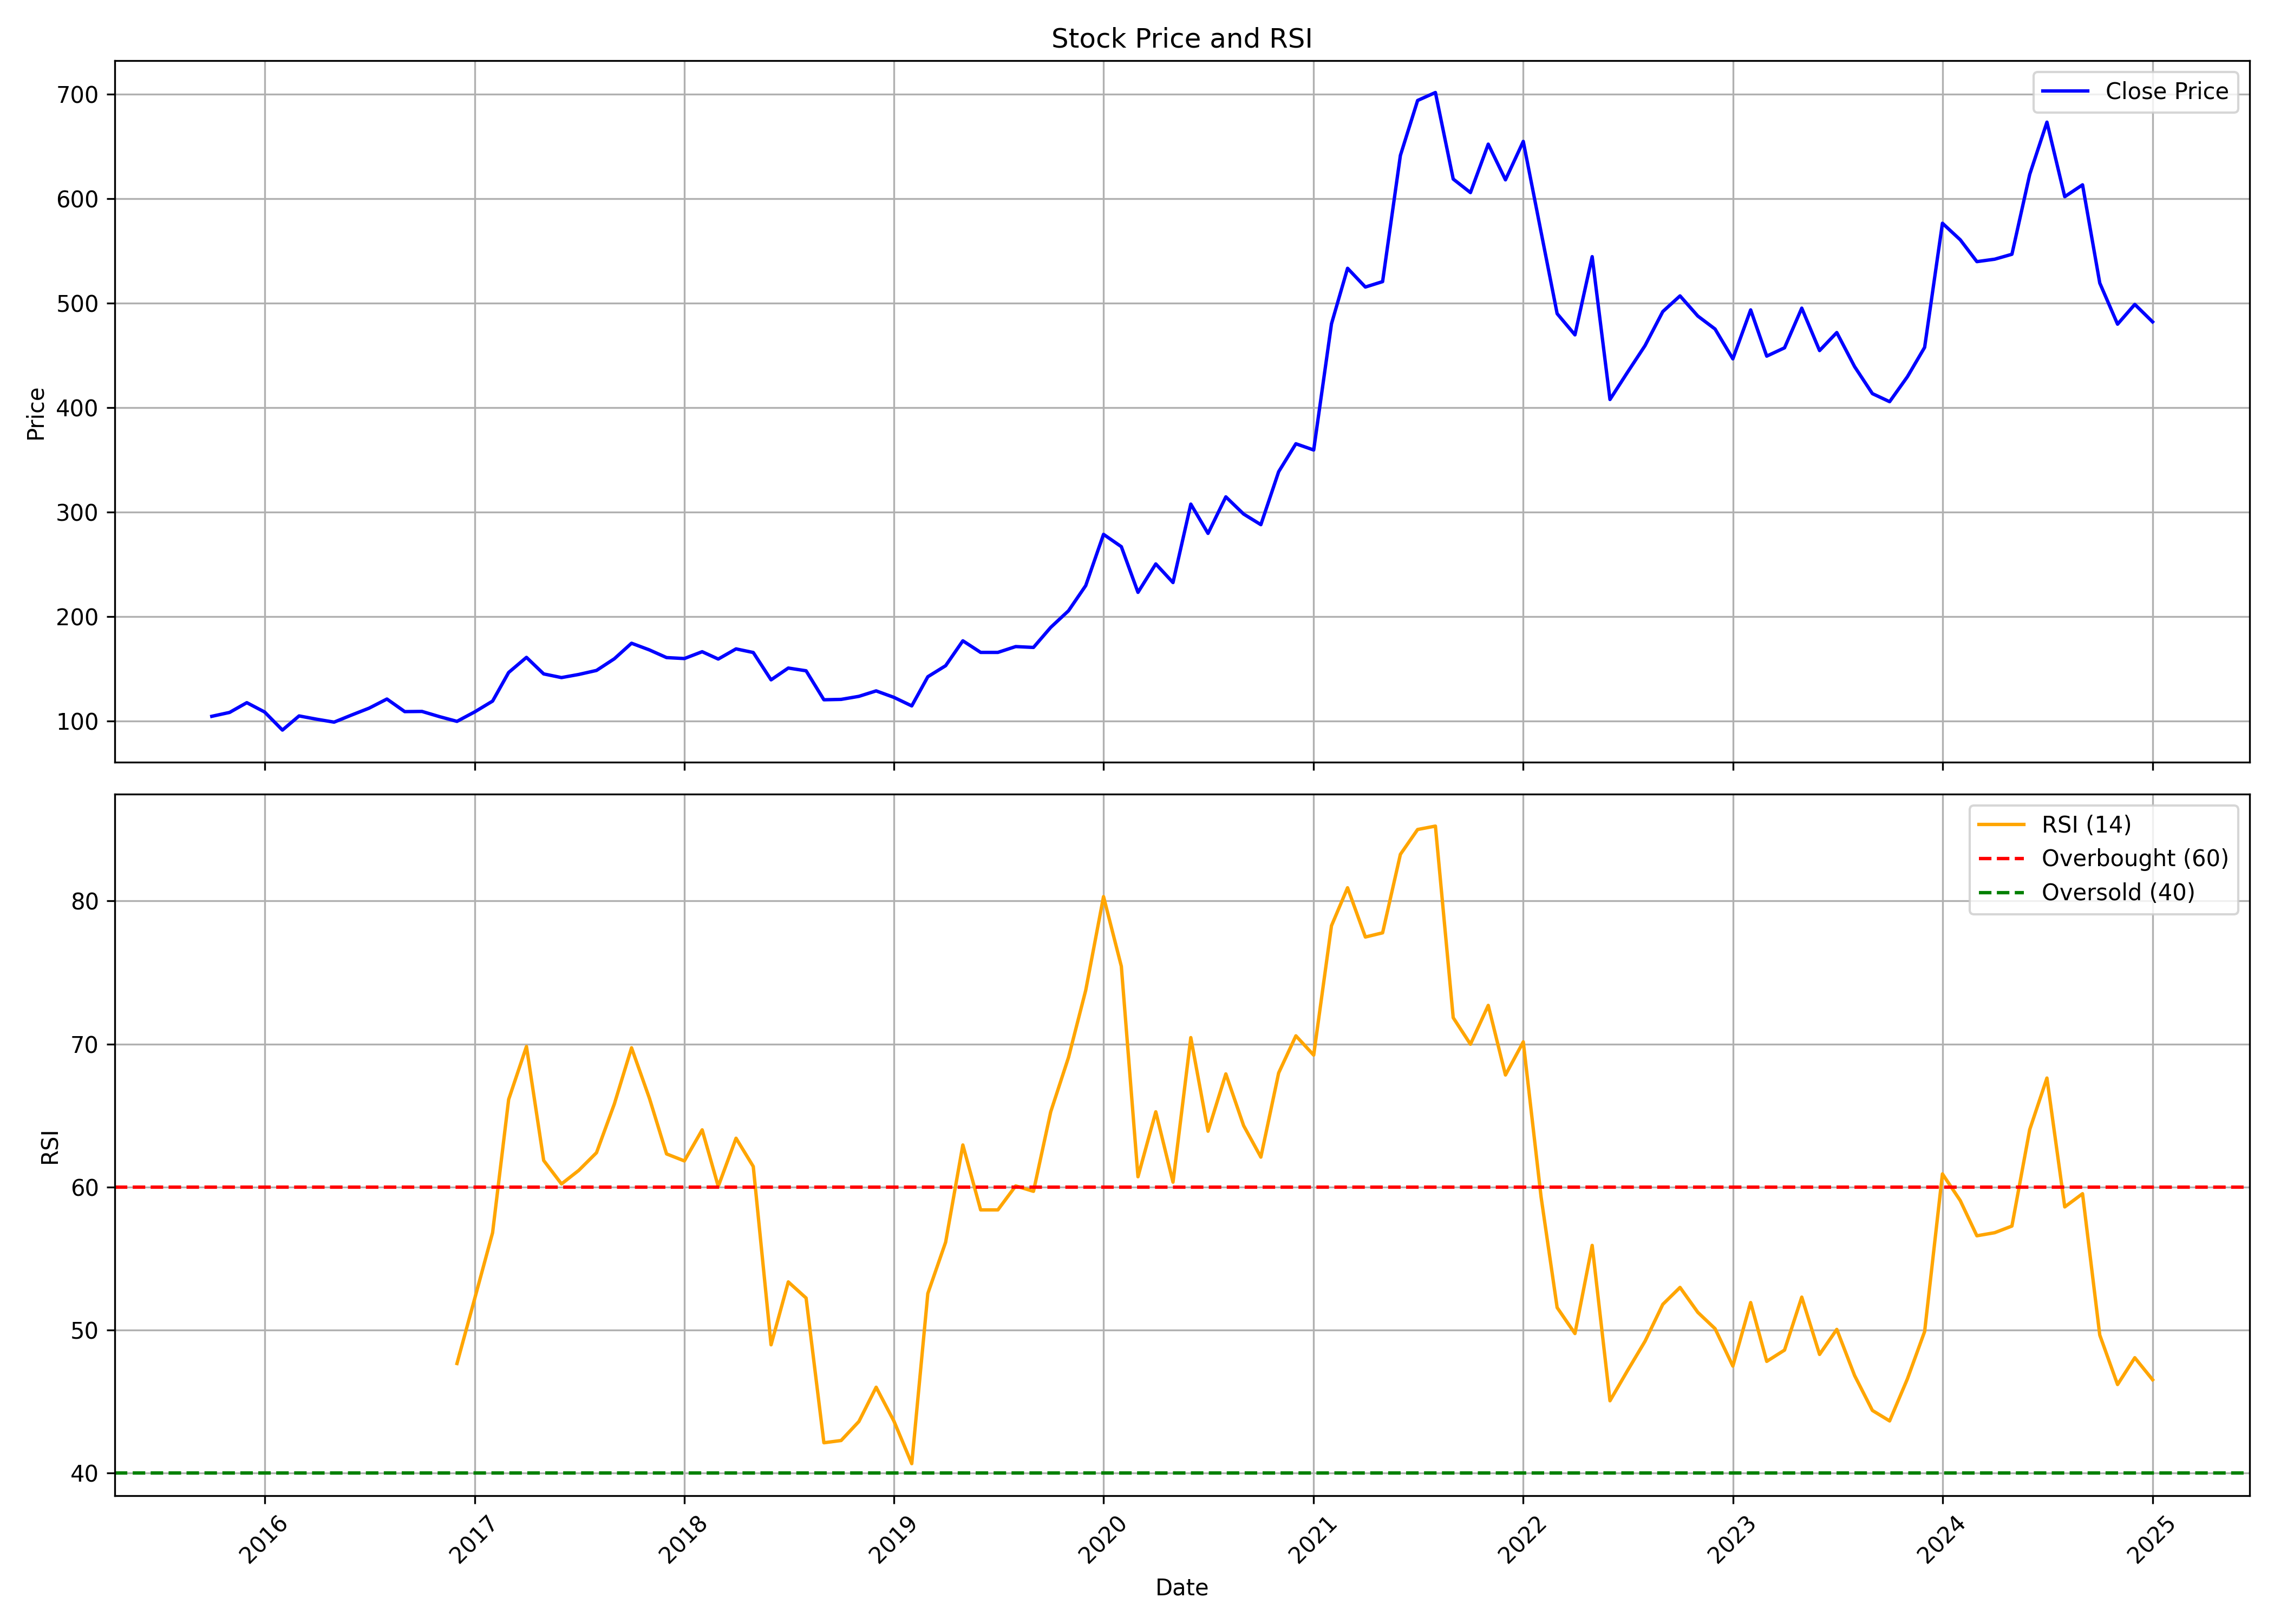 Stock Price and RSI
Close Price
700
600
500
400
300
200
100
Price
RSI (14)
Overbought (60)
Oversold (40)
80
70
60
50
40
RSI
2016
2017
2018
2019
2020
2021
2022
2023
2024
2025
Date